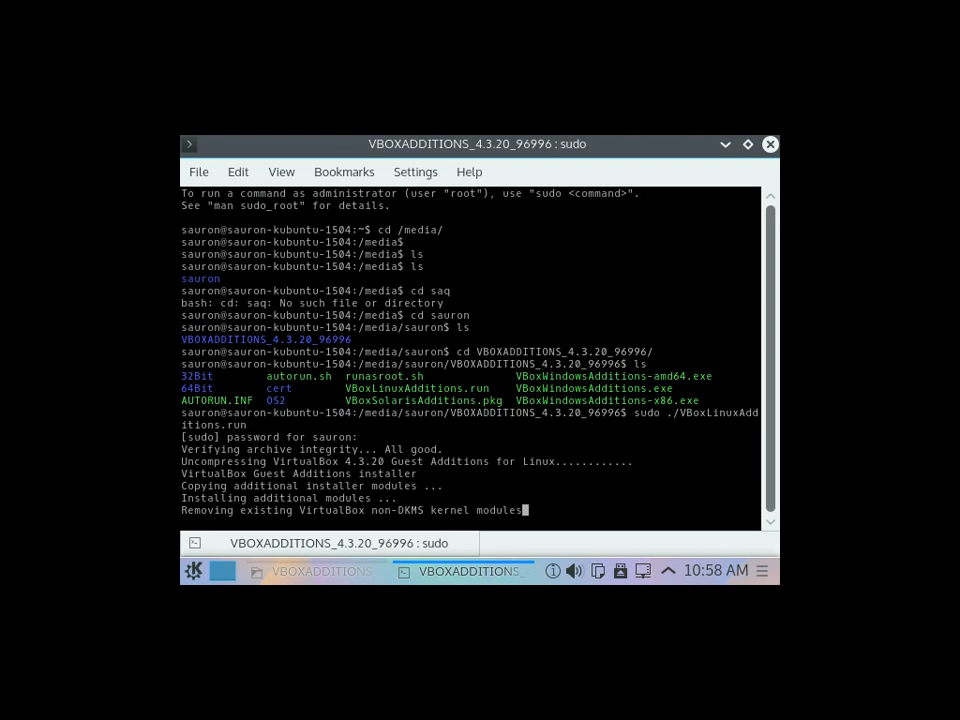 VBOXADDITIONS_4.3.20_96996 : sudo
File Edit View Bookmarks Settings Help
To run a command as administrator (user "root"), use "sudo <command>".
See "man sudo_root" for details.
sauron@sauron-kubuntu-1504:~$ cd /media/
sauron@sauron-kubuntu-1504:/media$
sauron@sauron-kubuntu-1504:/media$ ls
sauron@sauron-kubuntu-1504:/media$ ls
sauron
sauron@sauron-kubuntu-1504:/media$ cd saq
bash: cd: saq: No such file or directory
sauron@sauron-kubuntu-1504:/media$ cd sauron
sauron@sauron-kubuntu-1504:/media/sauron$ ls
VBOXADDITIONS_4.3.20_96996
sauron@sauron-kubuntu-1504:/media/sauron$ cd VBOXADDITIONS_4.3.20_96996/
sauron@sauron-kubuntu-1504:/media/sauron/VBOXADDITIONS_4.3.20_96996$ ls
32Bit autorun.sh runasroot.sh VBoxWindowsAdditions-amd64.exe
64Bit cert VBoxLinuxAdditions.run VBoxWindowsAdditions.exe
AUTORUN.INF OS2 VBoxSolarisAdditions.pkg VBoxWindowsAdditions-x86.exe
sauron@sauron-kubuntu-1504:/media/sauron/VBOXADDITIONS_4.3.20_96996$ sudo ./VBoxLinuxAdd
itions.run
[sudo] password for sauron:
Verifying archive integrity... All good.
Uncompressing VirtualBox 4.3.20 Guest Additions for Linux............
VirtualBox Guest Additions installer
Copying additional installer modules ...
Installing additional modules ...
Removing existing VirtualBox non-DKMS kernel modules
VBOXADDITIONS_4.3.20_96996 : sudo
VBOXADDITIONS VBOXADDITIONS_ 10:58 AM